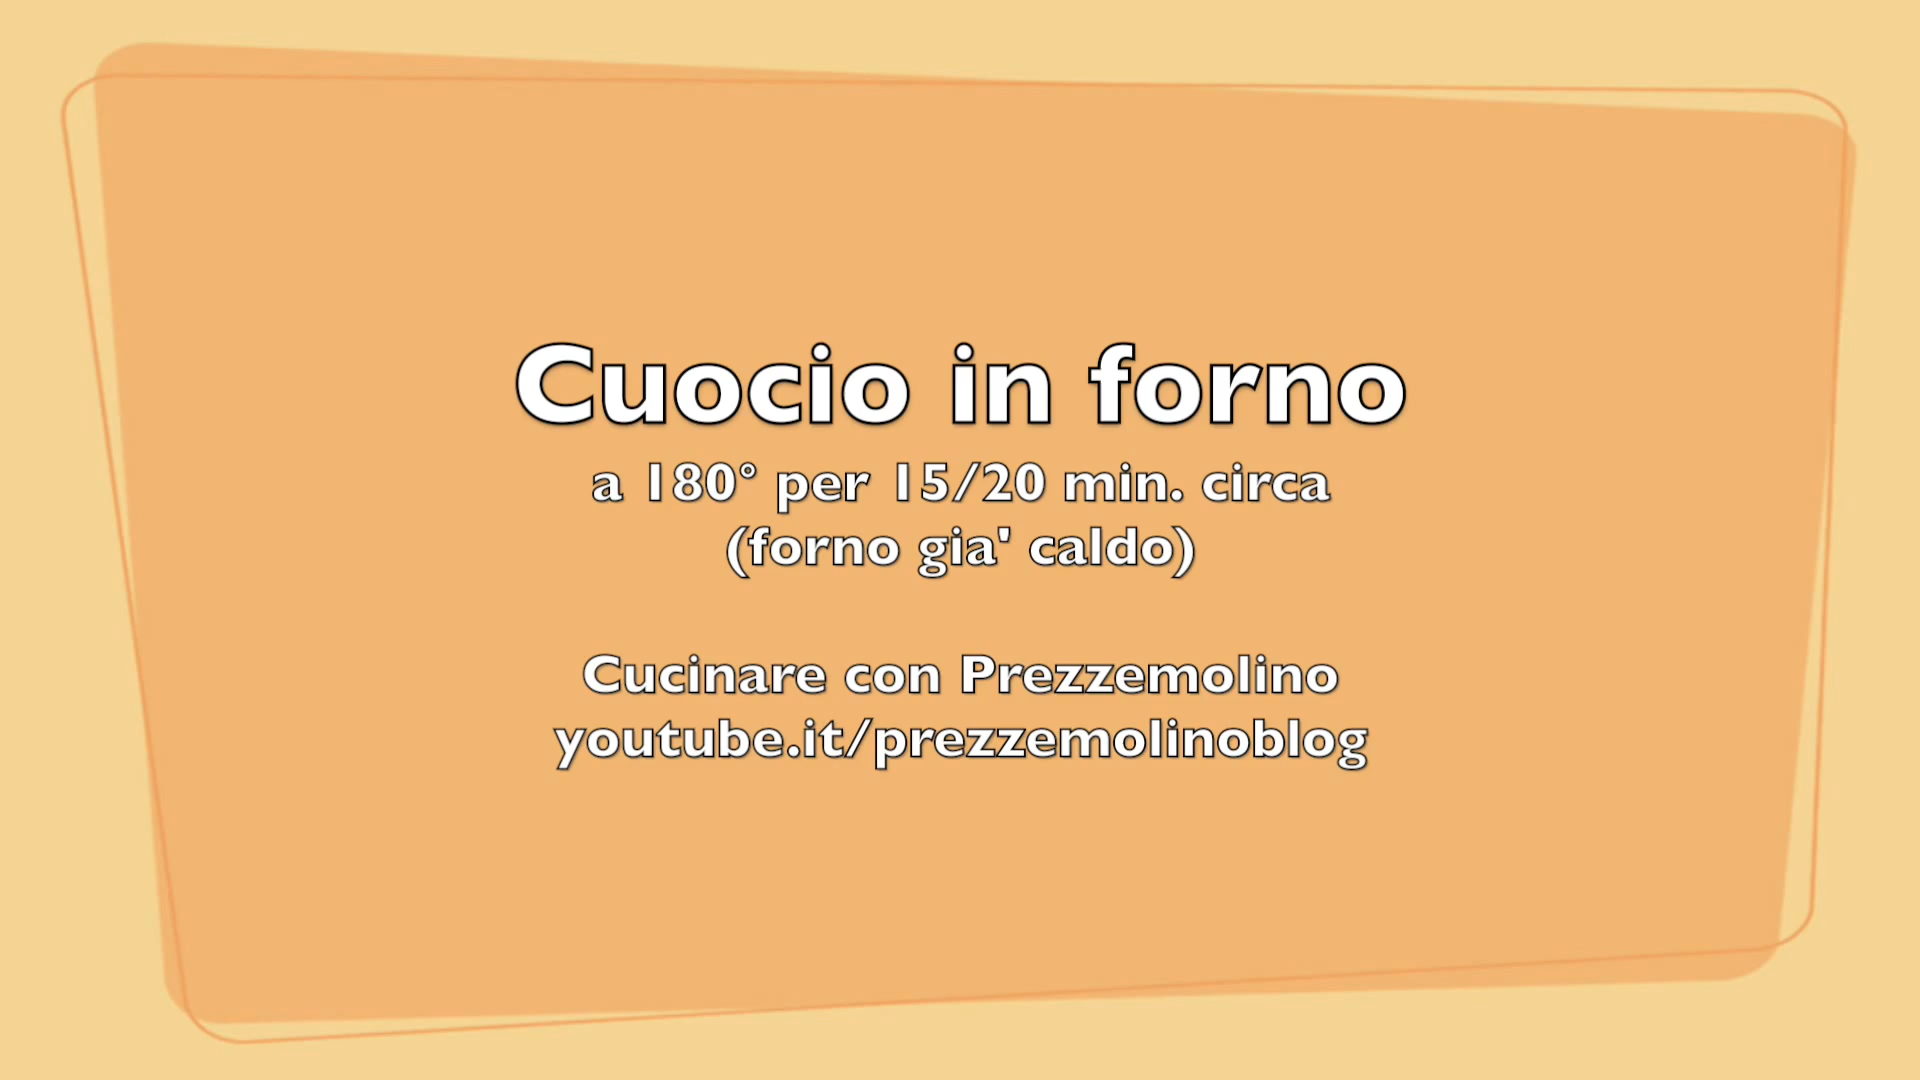 Cuocio in forno
a 180° per 15/20 min. circa
(forno gia' caldo)
Cucinare con Prezzemolino
youtube.it/prezzemolinoblog